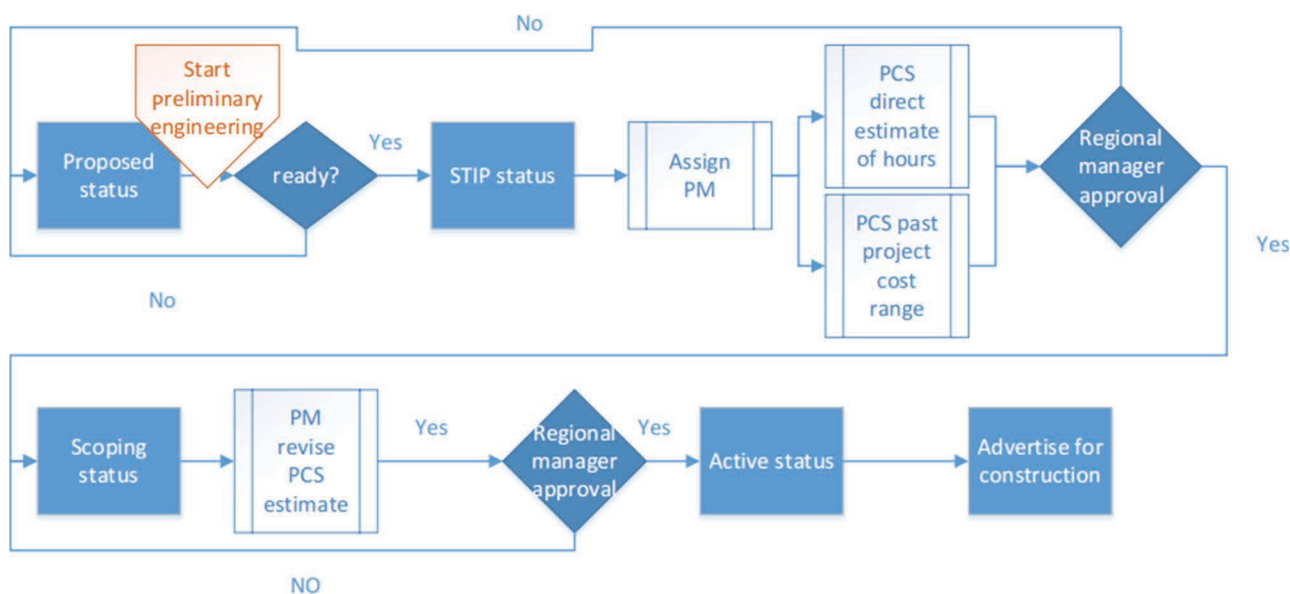 No
Start
preliminary
engineering
Proposed
status
ready?
Yes
STIP status
Assign
PM
PCS
direct
estimate
of hours
PCS past
project
cost
range
Regional
manager
approval
Yes
No
Scoping
status
PM
revise
PCS
estimate
Yes
Regional
manager
approval
Yes
Active status
Advertise for
construction
NO